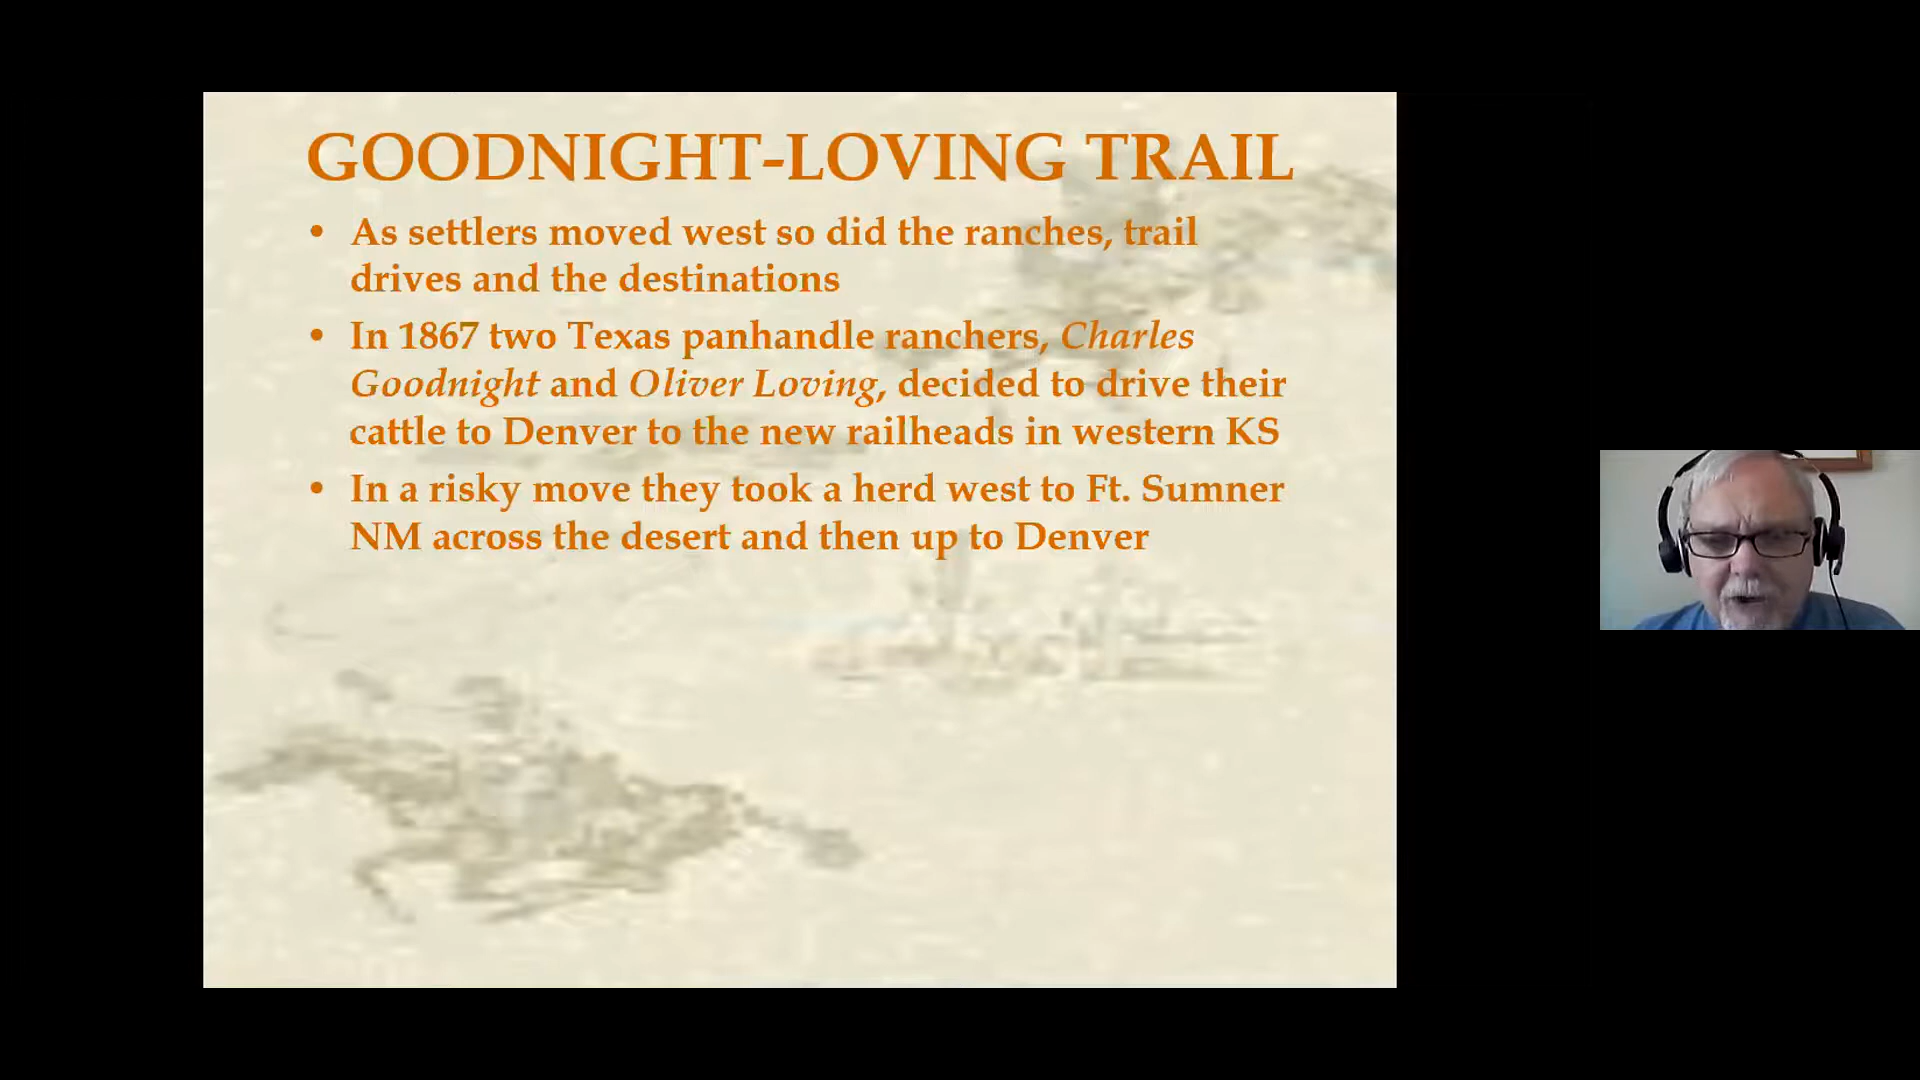 GOODNIGHT-LOVING TRAIL
• As settlers moved west so did the ranches, trail
drives and the destinations
• In 1867 two Texas panhandle ranchers, Charles
Goodnight and Oliver Loving, decided to drive their
cattle to Denver to the new railheads in western KS
• In a risky move they took a herd west to Ft. Sumner
NM across the desert and then up to Denver